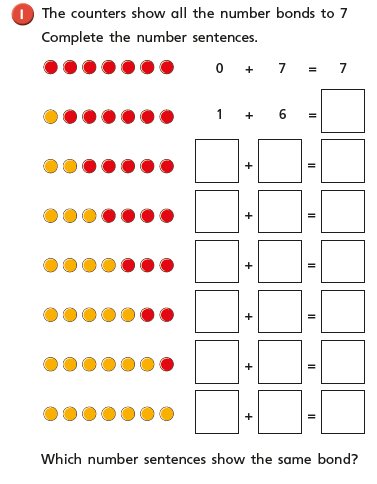 1 The counters show all the number bonds to 7
Complete the number sentences.
0 + 7 = 7
1 + 6 =
+ =
+ =
+ =
+ =
+ =
+ =
Which number sentences show the same bond?